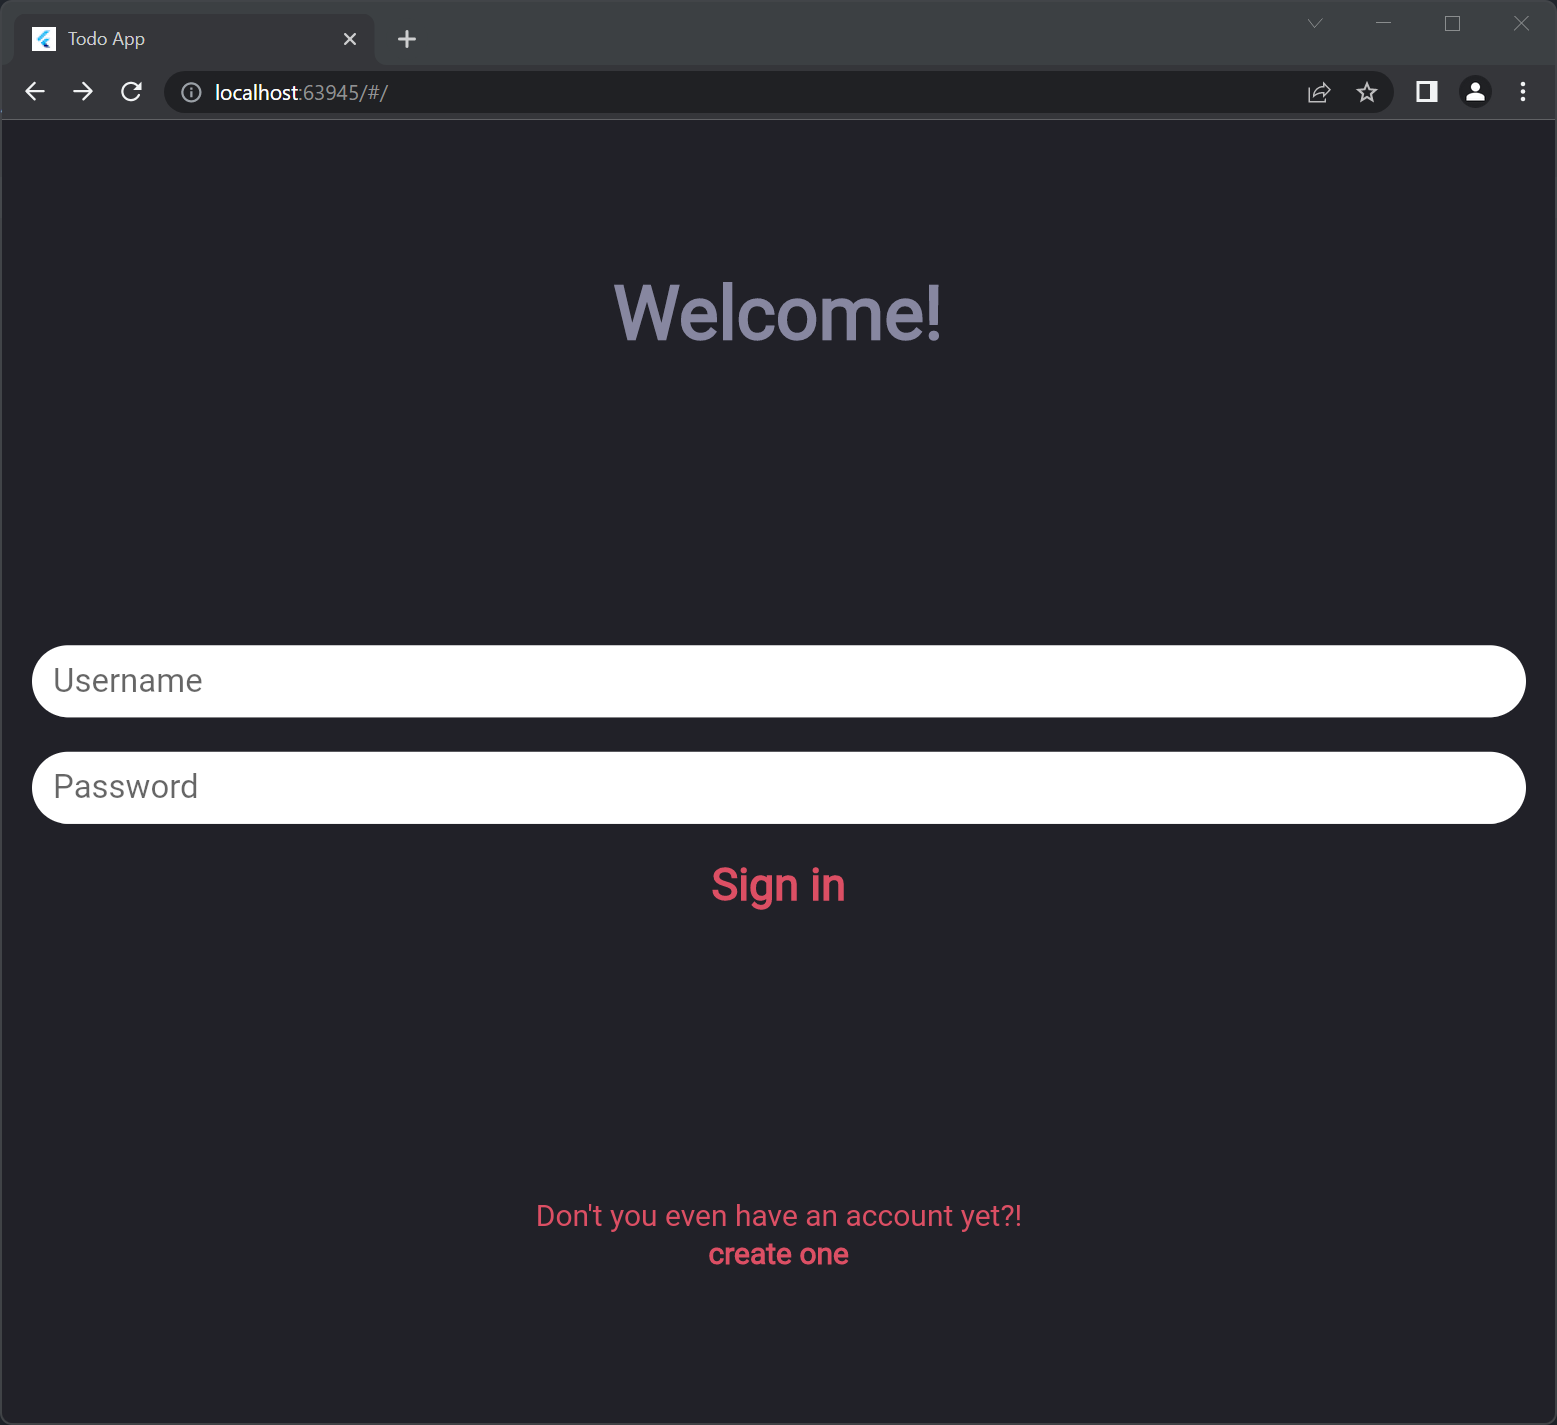 Todo App
localhost:63945/#/
Welcome!
Username
Password
Sign in
Don't you even have an account yet?!
create one